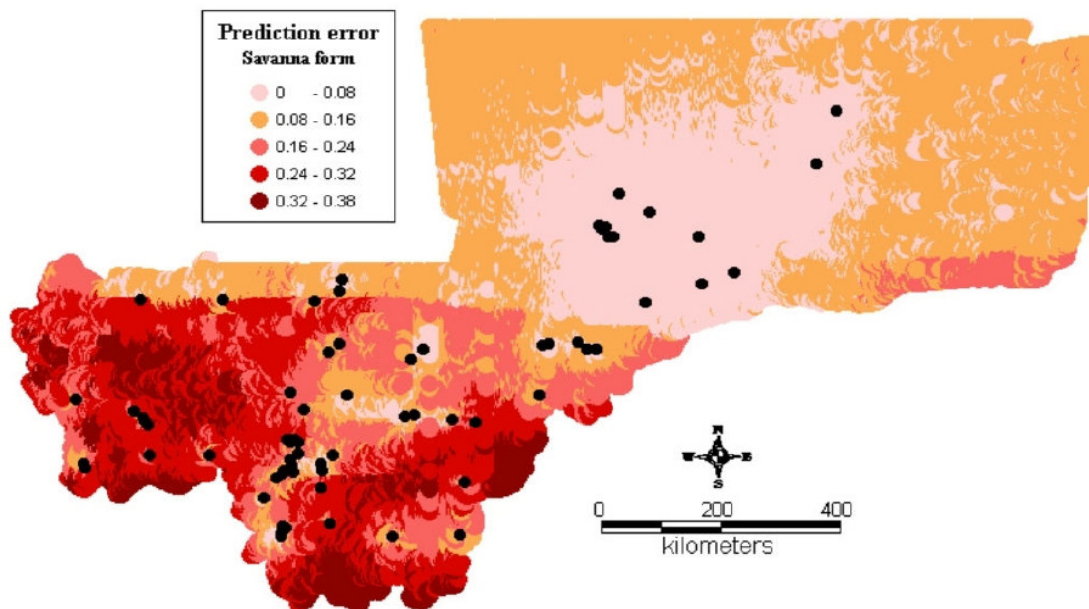 Prediction error
Savanna form
0 - 0.08
0.08 - 0.16
0.16 - 0.24
0.24 - 0.32
0.32 - 0.38
N
W E
S
0 200 400
kilometers